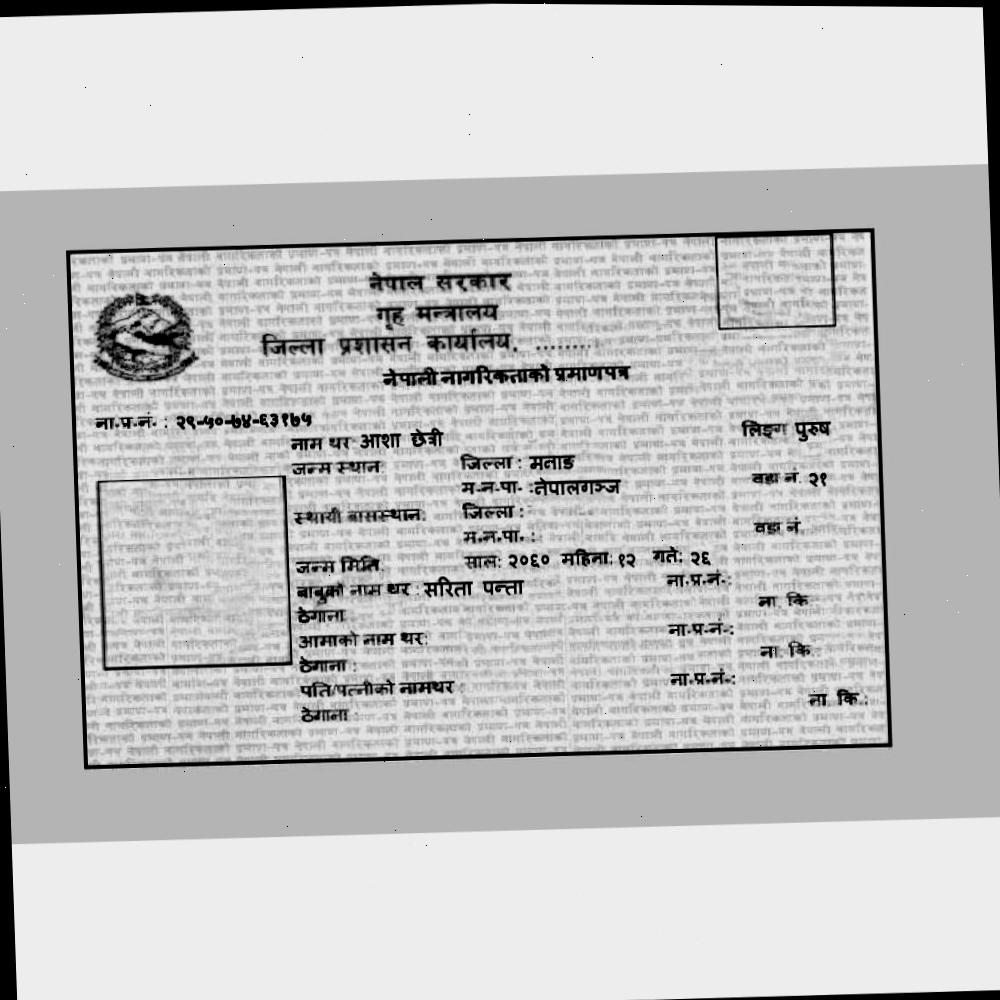 नेपाल सरकार
गृह मन्त्रालय
जिल्ला प्रशासन कार्यालय, .........
नेपाली नागरिकताको प्रमाणपत्र
ना.प्र.नं. : २९-५०-७४-६३१७५
नाम थर: आशा छेत्री लिङ्ग पुरुष
जन्म स्थान: जिल्ला : मनाङ
म.न.पा. :नेपालगञ्ज वडा नं. २१
स्थायी बासस्थान: जिल्ला :
म.न.पा. : वडा नं.
जन्म मिति: साल: २०६० महिना: १२ गते: २६
बाबुको नाम थर : सरिता पन्ता ना.प्र.नं.:
ठेगाना : ना. कि.:
आमाको नाम थर: ना.प्र.नं.:
ठेगाना : ना. कि.:
पति/पत्नीको नामथर : ना.प्र.नं.:
ठेगाना : ना. कि.: